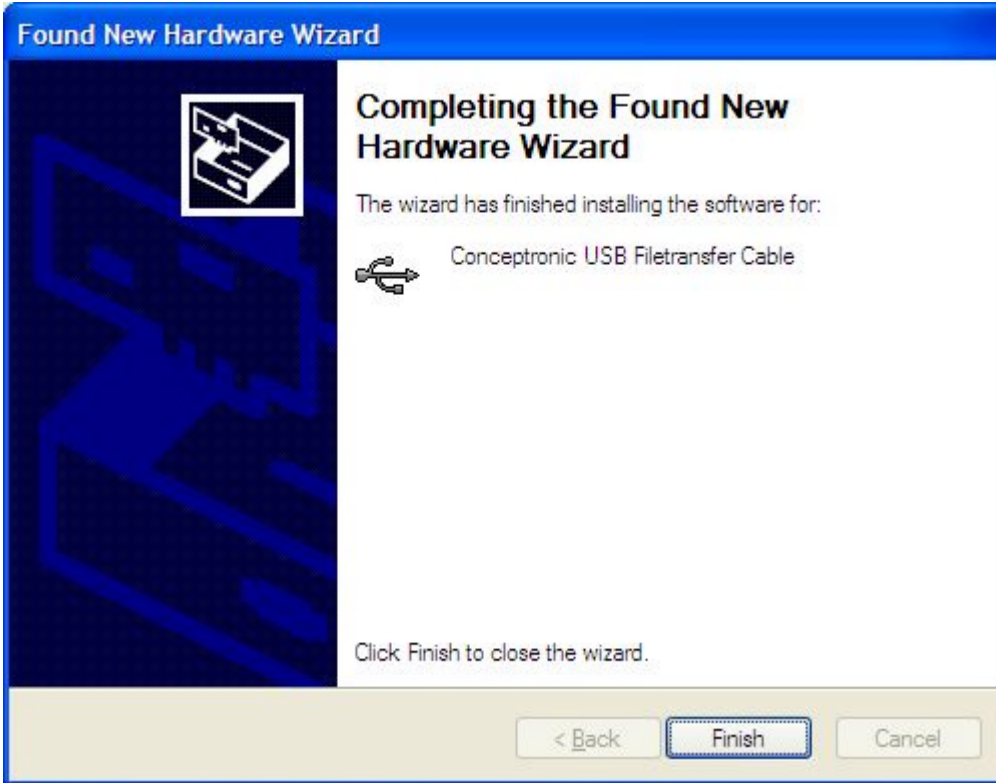 Found New Hardware Wizard
Completing the Found New
Hardware Wizard
The wizard has finished installing the software for:
Conceptronic USB Filetransfer Cable
Click Finish to close the wizard.
< Back
Finish
Cancel